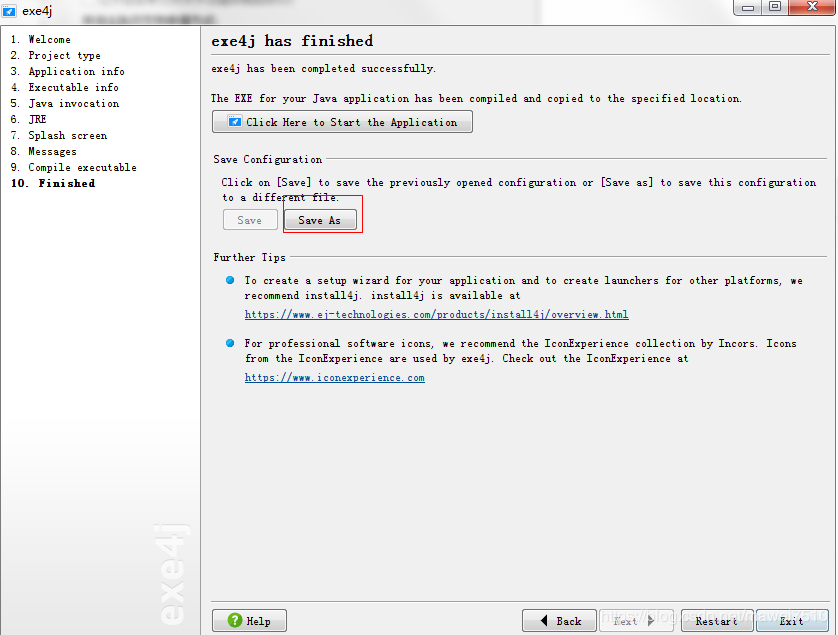 exe4j
1. Welcome
2. Project type
3. Application info
4. Executable info
5. Java invocation
6. JRE
7. Splash screen
8. Messages
9. Compile executable
10. Finished
exe4j
exe4j has finished
exe4j has been completed successfully.
The EXE for your Java application has been compiled and copied to the specified location.
Click Here to Start the Application
Save Configuration
Click on [Save] to save the previously opened configuration or [Save as] to save this configuration
to a different file.
Save Save As
Further Tips
To create a setup wizard for your application and to create launchers for other platforms, we
recommend install4j. install4j is available at
https://www.ej-technologies.com/products/install4j/overview.html
For professional software icons, we recommend the IconExperience collection by Incors. Icons
from the IconExperience are used by exe4j. Check out the IconExperience at
https://www.iconexperience.com
Help Back Next Restart Exit